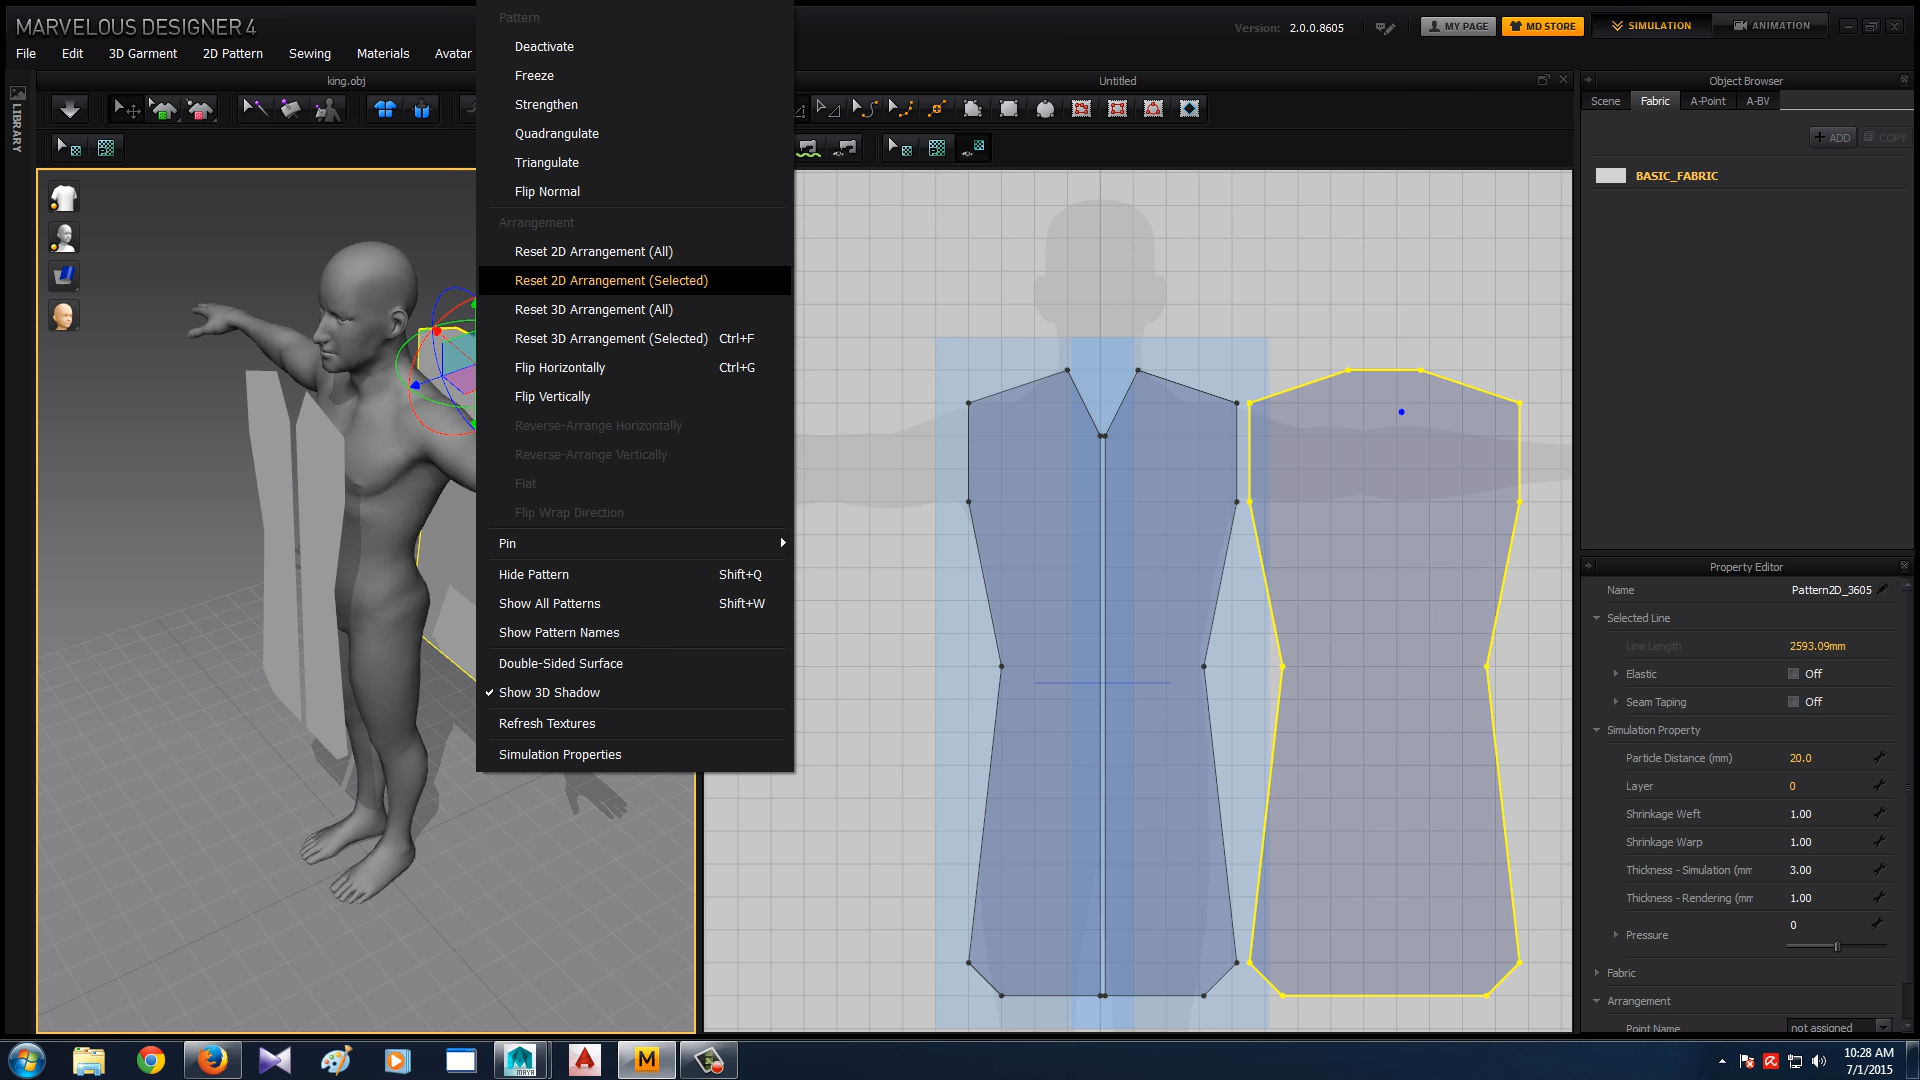 MARVELOUS DESIGNER 4
Version: 2.0.0.8605
MY PAGE
MD STORE
SIMULATION
ANIMATION
File Edit 3D Garment 2D Pattern Sewing Materials Avatar
king.obj
Untitled
LIBRARY
Pattern
Deactivate
Freeze
Strengthen
Quadrangulate
Triangulate
Flip Normal
Arrangement
Reset 2D Arrangement (All)
Reset 2D Arrangement (Selected)
Reset 3D Arrangement (All)
Reset 3D Arrangement (Selected) Ctrl+F
Flip Horizontally Ctrl+G
Flip Vertically
Reverse-Arrange Horizontally
Reverse-Arrange Vertically
Flat
Flip Wrap Direction
Pin
Hide Pattern Shift+Q
Show All Patterns Shift+W
Show Pattern Names
Double-Sided Surface
Show 3D Shadow
Refresh Textures
Simulation Properties
Object Browser
Scene Fabric A-Point A-BV
+ ADD COPY
BASIC_FABRIC
Property Editor
Name Pattern2D_3605
Selected Line
Line Length 2593.09mm
Elastic Off
Seam Taping Off
Simulation Property
Particle Distance (mm) 20.0
Layer 0
Shrinkage Weft 1.00
Shrinkage Warp 1.00
Thickness - Simulation (mm 3.00
Thickness - Rendering (mm 1.00
Pressure 0
Fabric
Arrangement
Point Name not assigned
MAYA
M
10:28 AM
7/1/2015